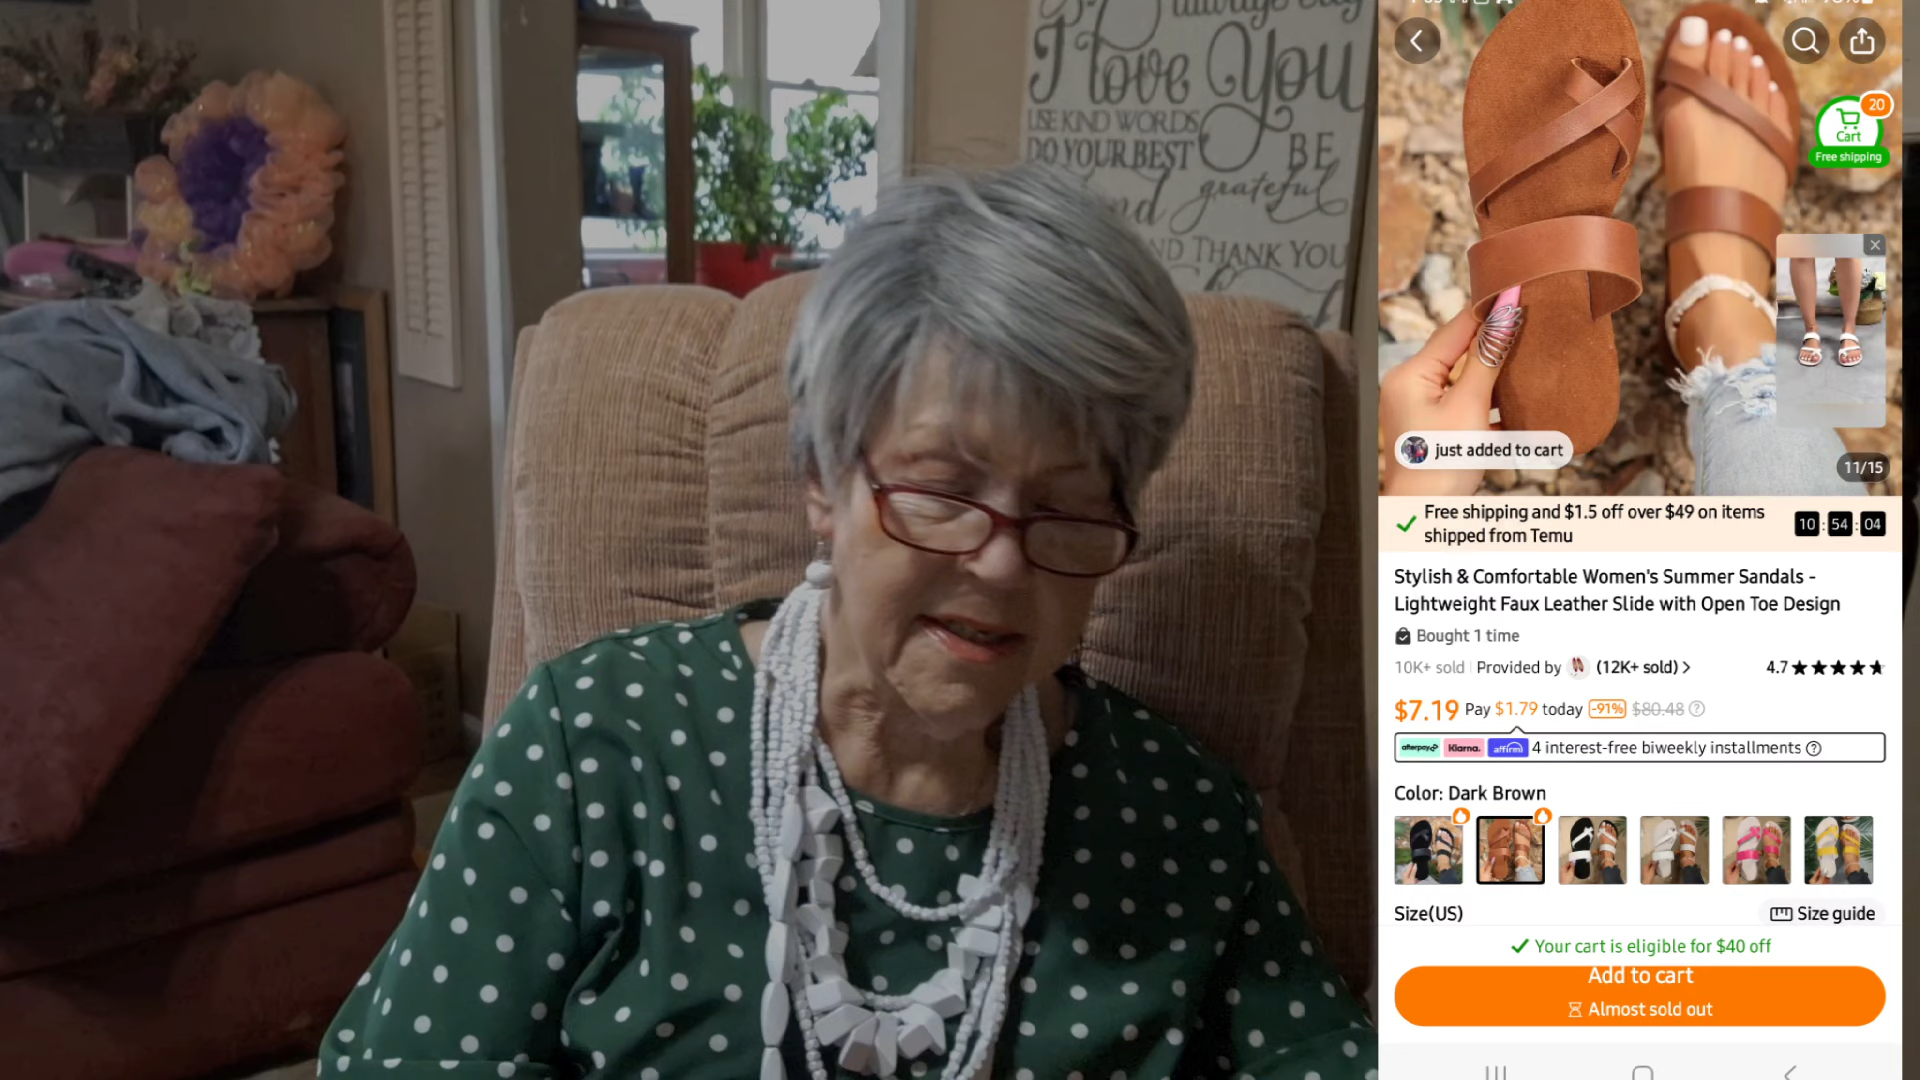 always say
I love You
USE KIND WORDS
DO YOUR BEST
BE
grateful
AND THANK YOU
20
Cart
Free shipping
just added to cart
11/15
Free shipping and $1.5 off over $49 on items
shipped from Temu
10 : 54 : 04
Stylish & Comfortable Women's Summer Sandals -
Lightweight Faux Leather Slide with Open Toe Design
Bought 1 time
10K+ sold | Provided by (12K+ sold) >
4.7
$7.19 Pay $1.79 today -91% $80.48
afterpay Klarna. affirm 4 interest-free biweekly installments
Color: Dark Brown
Size(US)
Size guide
Your cart is eligible for $40 off
Add to cart
Almost sold out